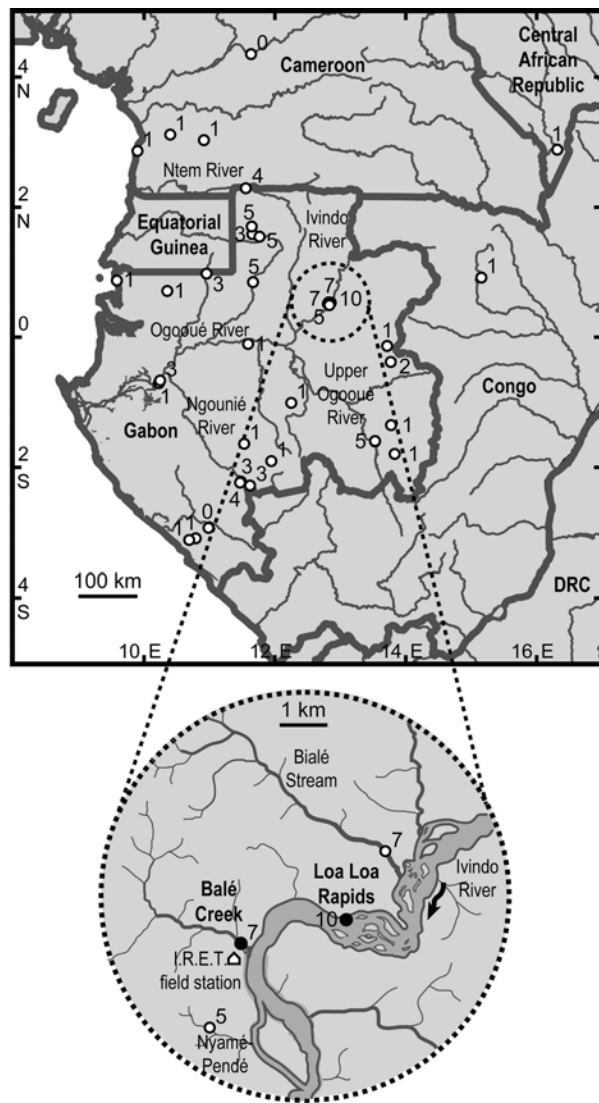 0
Cameroon
Central
African
Republic
4
N
1
1
1
1
Ntem River
4
2
N
Equatorial
Guinea
5
3
5
Ivindo
River
1
1
3
5
7
7
10
5
1
0
Ogooué River
1
1
2
3
1
Upper
Ogooué
River
1
Congo
Ngounié
River
Gabon
1
1
5
1
1
2
S
3
3
4
0
1
1
100 km
DRC
4
S
10 E
12 E
14 E
16 E
1 km
Bialé
Stream
7
Loa Loa
Rapids
Ivindo
River
Balé
Creek
10
7
I.R.E.T.
field station
5
Nyamé-
Pendé